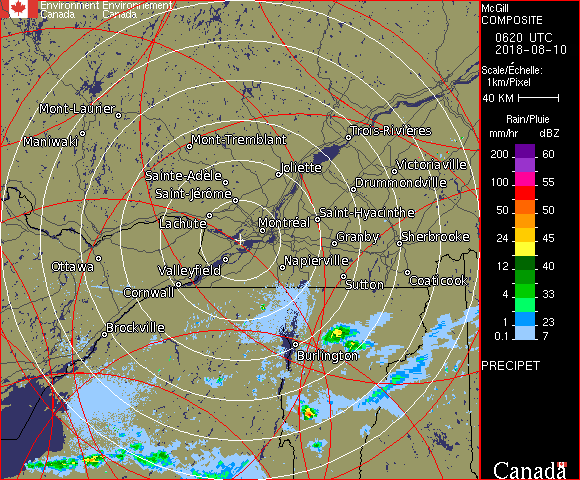 Environment Environnement
Canada Canada
McGill
COMPOSITE
0620 UTC
2018-08-10
Scale/Échelle:
1km/Pixel
40 KM
Rain/Pluie
mm/hr dBZ
200 60
150 55
100 55
50 50
24 45
12 40
4 33
1 23
0.1 7
PRECIPET
Canada
Mont-Laurier
Maniwaki
Mont-Tremblant
Trois-Rivières
Joliette
Victoriaville
Sainte-Adèle
Drummondville
Saint-Jérôme
Lachute
Saint-Hyacinthe
Montréal
Granby
Sherbrooke
Ottawa
Valleyfield
Napierville
Cornwall
Sutton
Coaticook
Brockville
Burlington